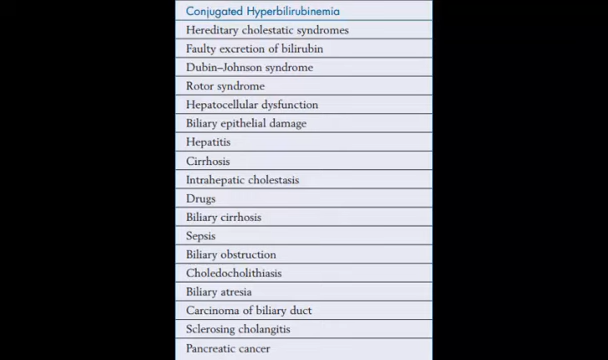 Conjugated Hyperbilirubinemia
Hereditary cholestatic syndromes
Faulty excretion of bilirubin
Dubin–Johnson syndrome
Rotor syndrome
Hepatocellular dysfunction
Biliary epithelial damage
Hepatitis
Cirrhosis
Intrahepatic cholestasis
Drugs
Biliary cirrhosis
Sepsis
Biliary obstruction
Choledocholithiasis
Biliary atresia
Carcinoma of biliary duct
Sclerosing cholangitis
Pancreatic cancer